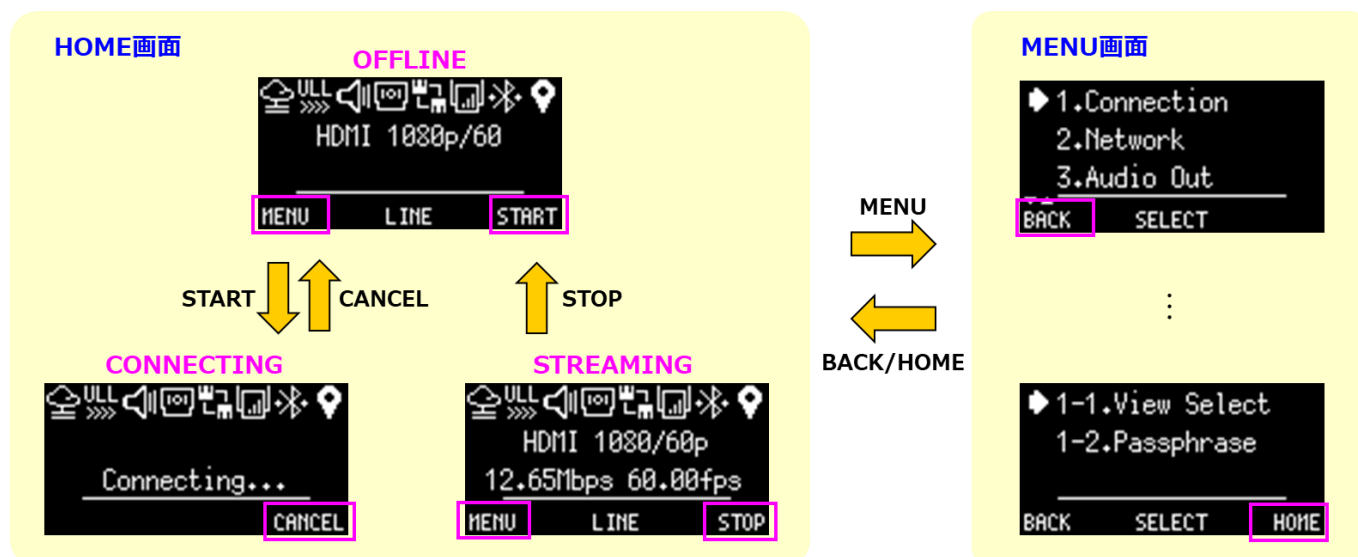 HOME画面
OFFLINE
ULL
HDMI 1080p/60
MENU LINE START
START
CANCEL
STOP
CONNECTING
ULL
Connecting...
CANCEL
STREAMING
ULL
HDMI 1080/60p
12.65Mbps 60.00fps
MENU LINE STOP
MENU
BACK/HOME
MENU画面
1.Connection
2.Network
3.Audio Out
BACK SELECT
⋮
1-1.View Select
1-2.Passphrase
BACK SELECT HOME